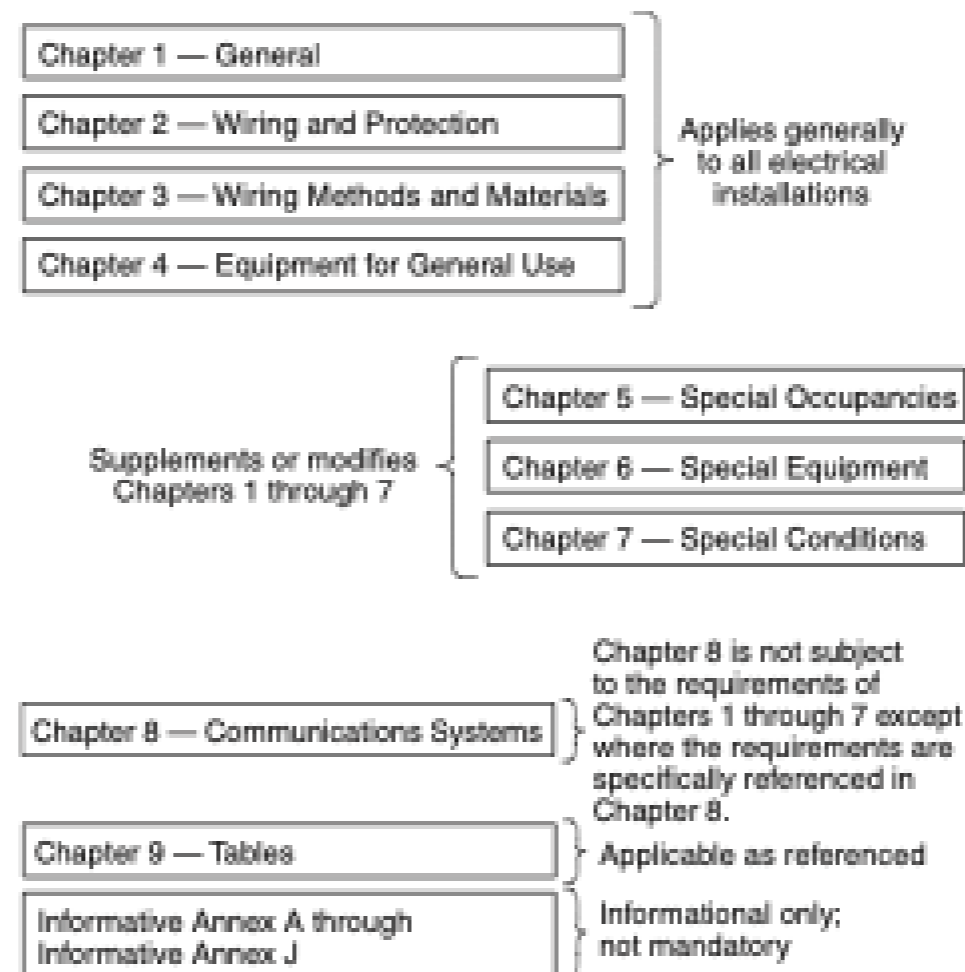 Chapter 1 — General
Chapter 2 — Wiring and Protection
Chapter 3 — Wiring Methods and Materials
Chapter 4 — Equipment for General Use
Applies generally
to all electrical
installations
Supplements or modifies
Chapters 1 through 7
Chapter 5 — Special Occupancies
Chapter 6 — Special Equipment
Chapter 7 — Special Conditions
Chapter 8 — Communications Systems
Chapter 8 is not subject
to the requirements of
Chapters 1 through 7 except
where the requirements are
specifically referenced in
Chapter 8.
Chapter 9 — Tables
Applicable as referenced
Informative Annex A through
Informative Annex J
Informational only;
not mandatory